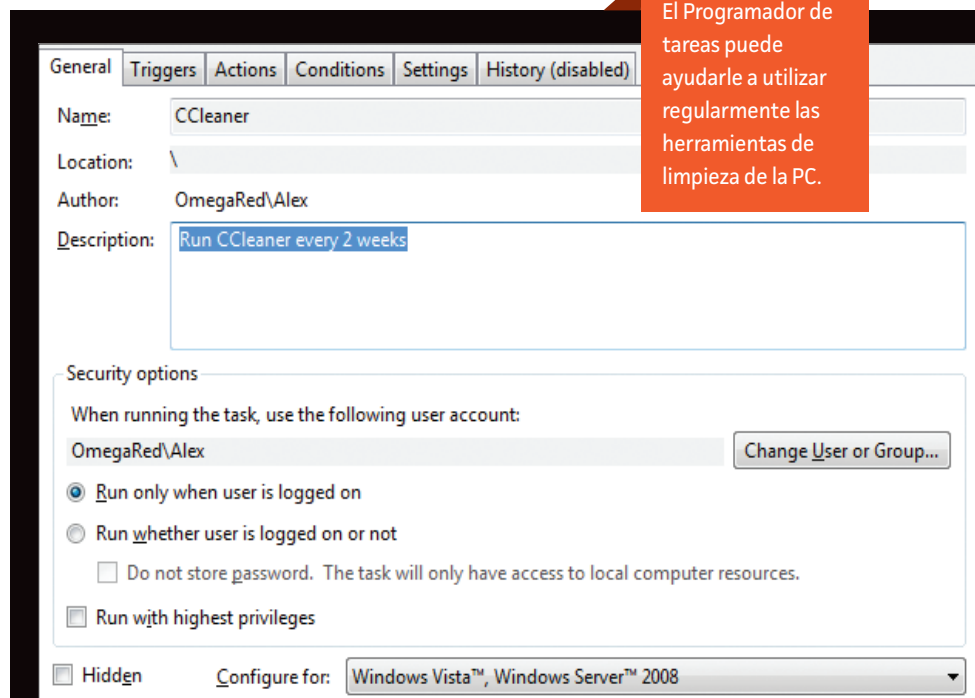 El Programador de
tareas puede
ayudarle a utilizar
regularmente las
herramientas de
limpieza de la PC.
General Triggers Actions Conditions Settings History (disabled)
Name: CCleaner
Location: \
Author: OmegaRed\Alex
Description: Run CCleaner every 2 weeks
Security options
When running the task, use the following user account:
OmegaRed\Alex Change User or Group...
Run only when user is logged on
Run whether user is logged on or not
Do not store password. The task will only have access to local computer resources.
Run with highest privileges
Hidden Configure for: Windows Vista™, Windows Server™ 2008